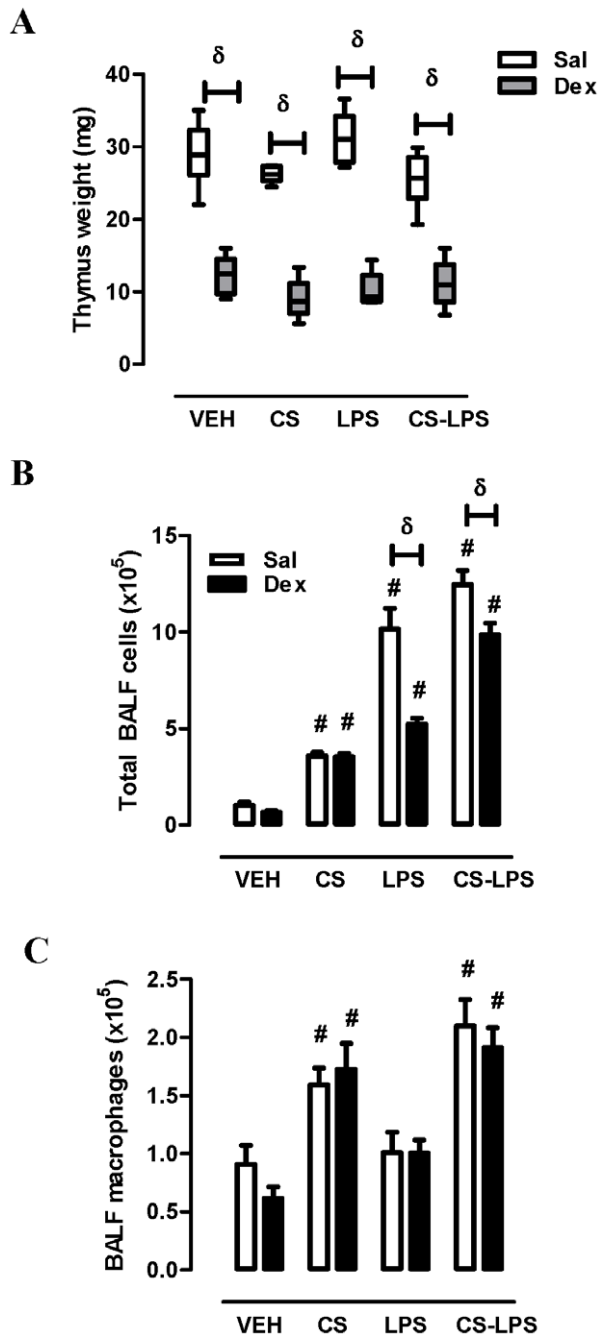 A
Sal
Dex
δ δ δ δ
Thymus weight (mg)
40
30
20
10
0
VEH CS LPS CS-LPS
B
Sal
Dex
δ δ
# # # # # #
Total BALF cells (x10⁵)
15
10
5
0
VEH CS LPS CS-LPS
C
# # # #
BALF macrophages (x10⁵)
2.5
2.0
1.5
1.0
0.5
0.0
VEH CS LPS CS-LPS